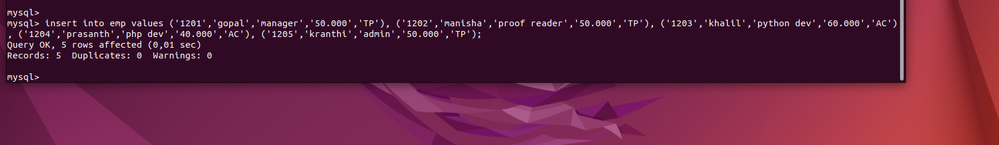 mysql>
mysql> insert into emp values ('1201','gopal','manager','50.000','TP'), ('1202','manisha','proof reader','50.000','TP'), ('1203','khalil','python dev','60.000','AC')
, ('1204','prasanth','php dev','40.000','AC'), ('1205','kranthi','admin','50.000','TP');
Query OK, 5 rows affected (0,01 sec)
Records: 5  Duplicates: 0  Warnings: 0
mysql>